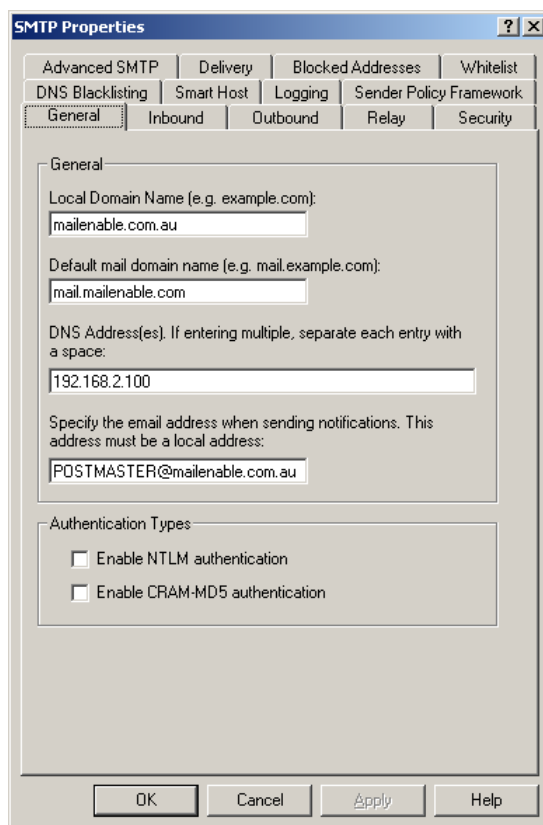 SMTP Properties
Advanced SMTP Delivery Blocked Addresses Whitelist
DNS Blacklisting Smart Host Logging Sender Policy Framework
General Inbound Outbound Relay Security
General
Local Domain Name (e.g. example.com):
mailenable.com.au
Default mail domain name (e.g. mail.example.com):
mail.mailenable.com
DNS Address(es). If entering multiple, separate each entry with
a space:
192.168.2.100
Specify the email address when sending notifications. This
address must be a local address:
POSTMASTER@mailenable.com.au
Authentication Types
Enable NTLM authentication
Enable CRAM-MD5 authentication
OK Cancel Apply Help